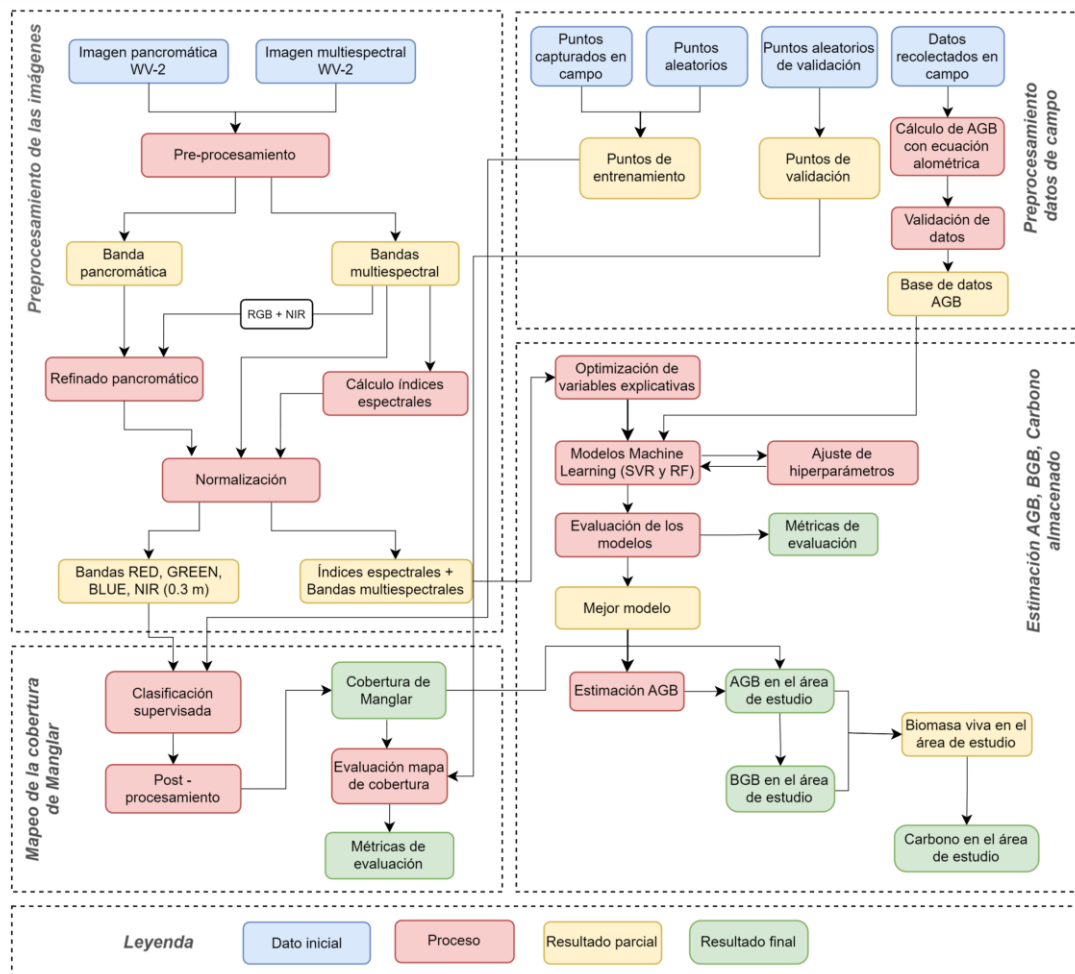 Preprocesamiento de las imágenes
Imagen pancromática
WV-2
Imagen multiespectral
WV-2
Pre-procesamiento
Banda
pancromática
Bandas
multiespectral
RGB + NIR
Refinado pancromático
Cálculo índices
espectrales
Normalización
Bandas RED, GREEN,
BLUE, NIR (0.3 m)
Índices espectrales +
Bandas multiespectrales
Preprocesamiento
datos de campo
Puntos
capturados en
campo
Puntos
aleatorios
Puntos aleatorios
de validación
Datos
recolectados en
campo
Puntos de
entrenamiento
Puntos de
validación
Cálculo de AGB
con ecuación
alométrica
Validación de
datos
Base de datos
AGB
Mapeo de la cobertura
de Manglar
Clasificación
supervisada
Post -
procesamiento
Cobertura de
Manglar
Evaluación mapa
de cobertura
Métricas de
evaluación
Estimación AGB, BGB, Carbono
almacenado
Optimización de
variables explicativas
Modelos Machine
Learning (SVR y RF)
Ajuste de
hiperparámetros
Evaluación de los
modelos
Métricas de
evaluación
Mejor modelo
Estimación AGB
AGB en el área
de estudio
BGB en el área
de estudio
Biomasa viva en el
área de estudio
Carbono en el área
de estudio
Leyenda
Dato inicial
Proceso
Resultado parcial
Resultado final